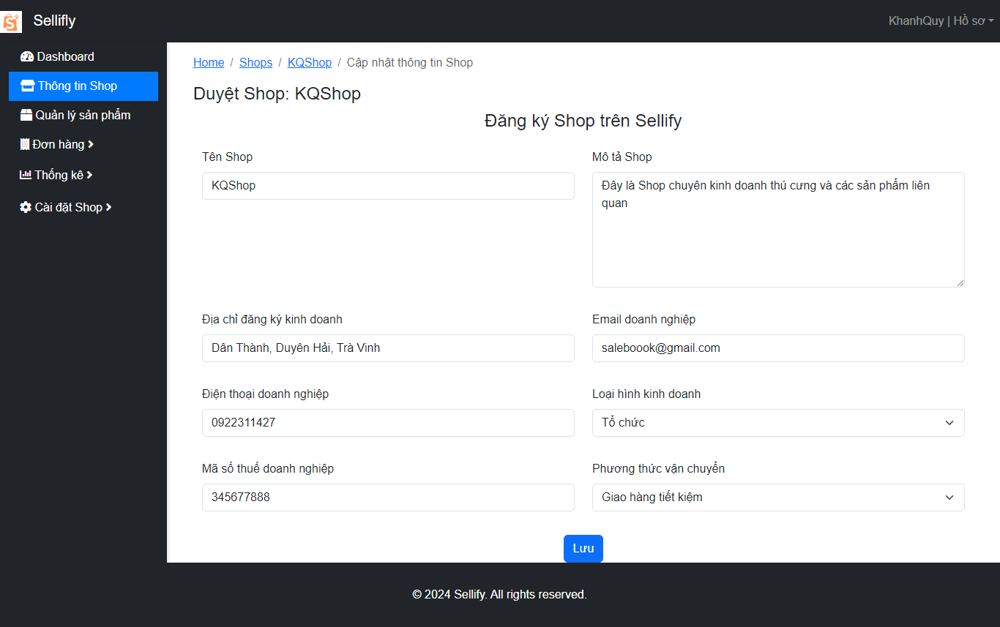 Sellifly
KhanhQuy | Hồ sơ
Dashboard
Thông tin Shop
Quản lý sản phẩm
Đơn hàng
Thống kê
Cài đặt Shop
Home / Shops / KQShop / Cập nhật thông tin Shop
Duyệt Shop: KQShop
Đăng ký Shop trên Sellify
Tên Shop
KQShop
Mô tả Shop
Đây là Shop chuyên kinh doanh thú cưng và các sản phẩm liên
quan
Địa chỉ đăng ký kinh doanh
Dân Thành, Duyên Hải, Trà Vinh
Email doanh nghiệp
saleboook@gmail.com
Điện thoại doanh nghiệp
0922311427
Loại hình kinh doanh
Tổ chức
Mã số thuế doanh nghiệp
345677888
Phương thức vận chuyển
Giao hàng tiết kiệm
Lưu
© 2024 Sellify. All rights reserved.